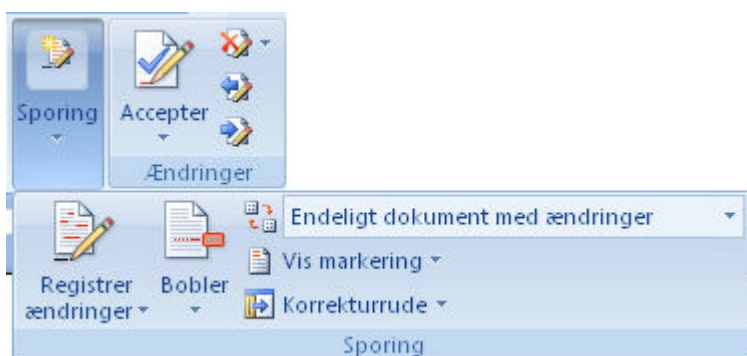 Sporing
Accepter
Ændringer
Endeligt dokument med ændringer
Vis markering
Registrer
ændringer
Bobler
Korrekturrude
Sporing